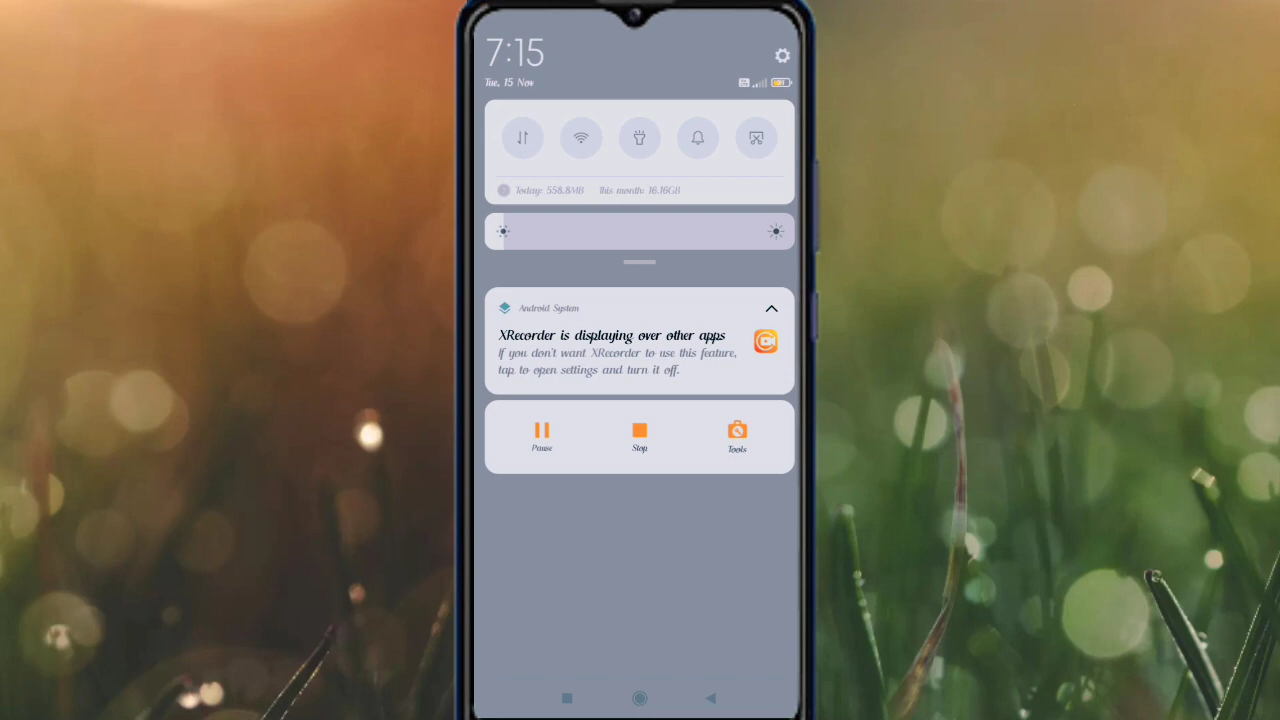 7:15
Tue, 15 Nov
Today: 558.8MB This month: 16.16GB
Android System
XRecorder is displaying over other apps
If you don't want XRecorder to use this feature,
tap to open settings and turn it off.
Pause Stop Tools